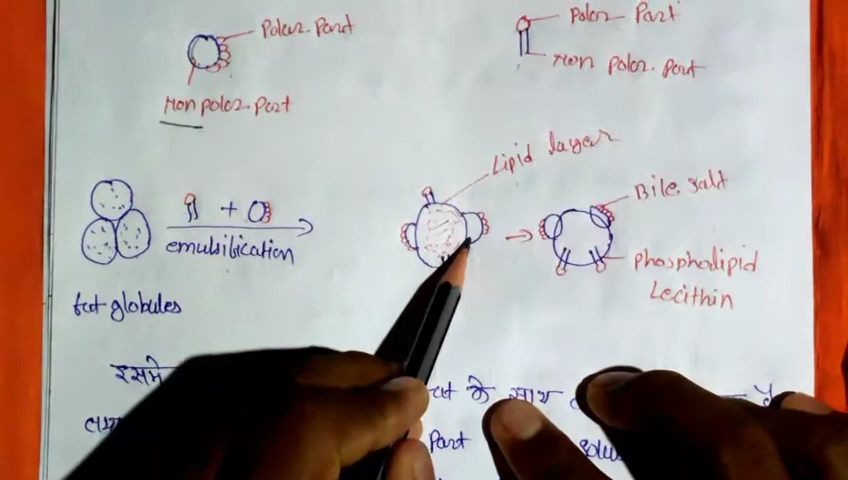 Polar Part
Non polar Part
Polar Part
Non polar Part
Lipid layer
Bile salt
phospholipid
Lecithin
+
emulsification
fat globules
इसमे
fat के साथ
Part